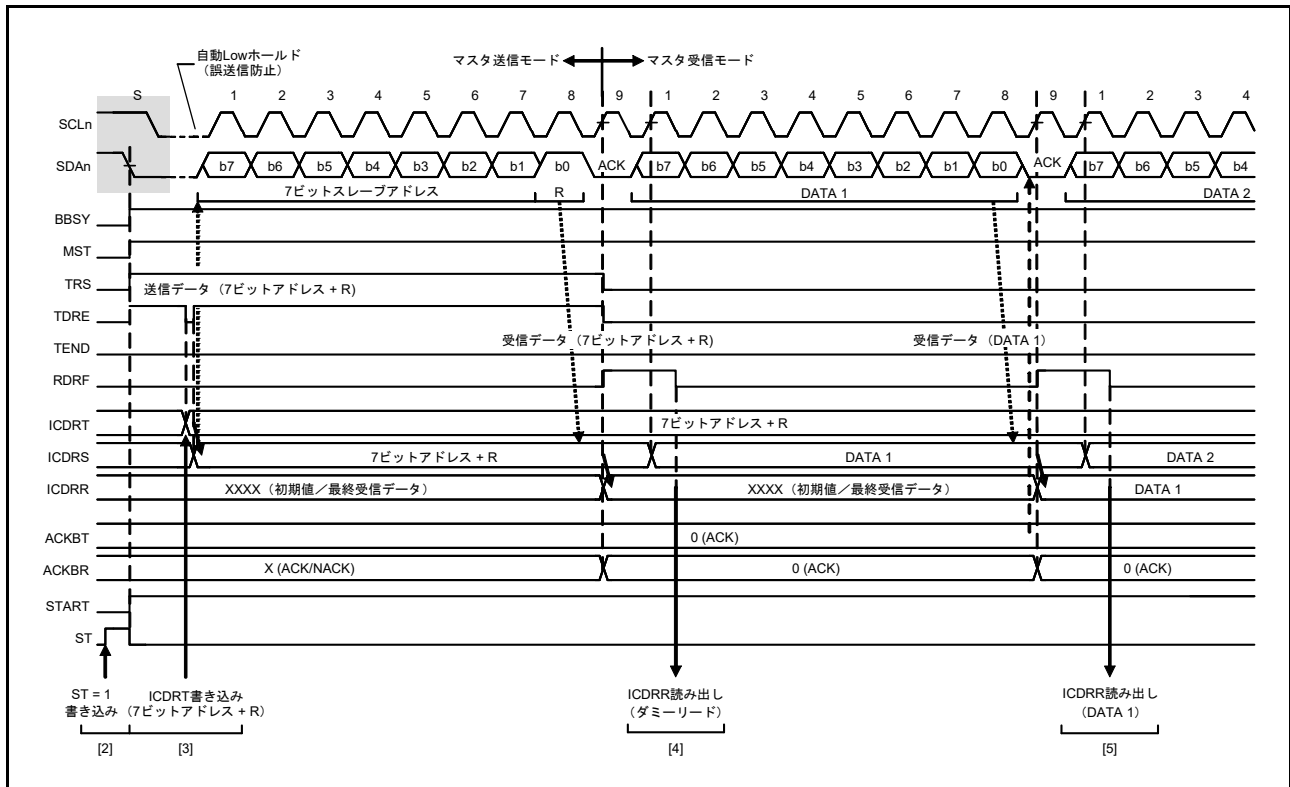 自動Lowホールド
（誤送信防止）
マスタ送信モード
マスタ受信モード
S 1 2 3 4 5 6 7 8 9 1 2 3 4 5 6 7 8 9 1 2 3 4
SCLn
SDAn b7 b6 b5 b4 b3 b2 b1 b0 ACK b7 b6 b5 b4 b3 b2 b1 b0 ACK b7 b6 b5 b4
7ビットスレーブアドレス R DATA 1 DATA 2
BBSY
MST
TRS
送信データ（7ビットアドレス + R)
TDRE
受信データ（7ビットアドレス + R) 受信データ（DATA 1）
TEND
RDRF
ICDRT 7ビットアドレス + R
ICDRS 7ビットアドレス + R DATA 1 DATA 2
ICDRR XXXX（初期値／最終受信データ） XXXX（初期値／最終受信データ） DATA 1
ACKBT 0 (ACK)
ACKBR X (ACK/NACK) 0 (ACK) 0 (ACK)
START
ST
ST = 1
書き込み
ICDRT書き込み
（7ビットアドレス + R）
ICDRR読み出し
（ダミーリード）
ICDRR読み出し
（DATA 1）
[2] [3] [4] [5]